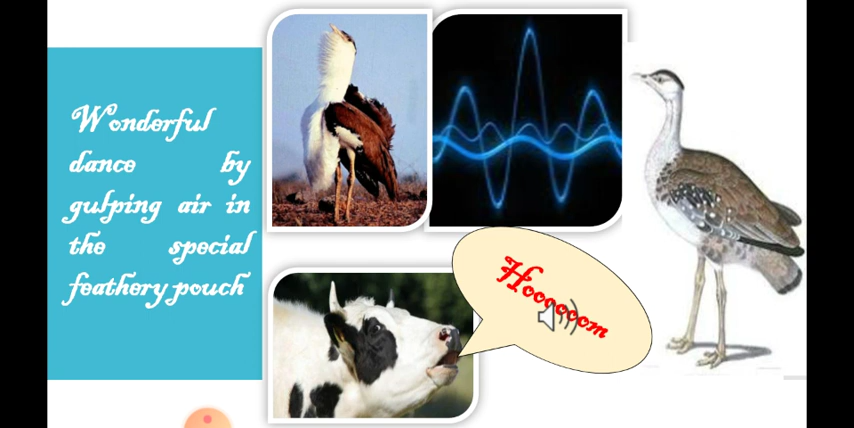 Wonderful
dance by
gulping air in
the special
feathery pouch
Hoooooom